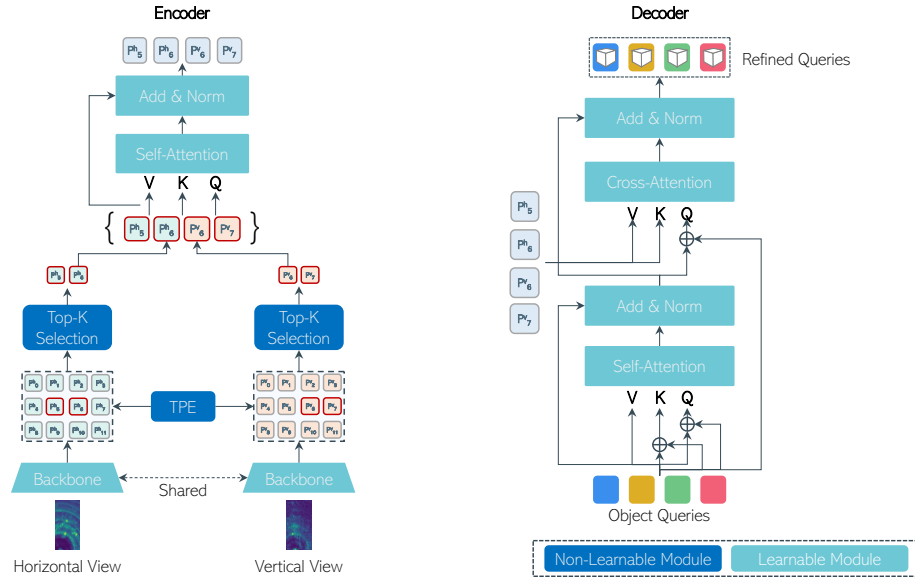 Encoder
Ph5 Ph6 Pv6 Pv7
Add & Norm
Self-Attention
V K Q
{ Ph5 Ph6 Pv6 Pv7 }
Ph5 Ph6
Pv6 Pv7
Top-K
Selection
Top-K
Selection
Ph0 Ph1 Ph2 Ph3
Ph4 Ph5 Ph6 Ph7
Ph8 Ph9 Ph10 Ph11
TPE
Pv0 Pv1 Pv2 Pv3
Pv4 Pv5 Pv6 Pv7
Pv8 Pv9 Pv10 Pv11
Backbone
Shared
Backbone
Horizontal View
Vertical View
Decoder
Refined Queries
Add & Norm
Cross-Attention
V K Q
Ph5
Ph6
Pv6
Pv7
Add & Norm
Self-Attention
V K Q
Object Queries
Non-Learnable Module
Learnable Module